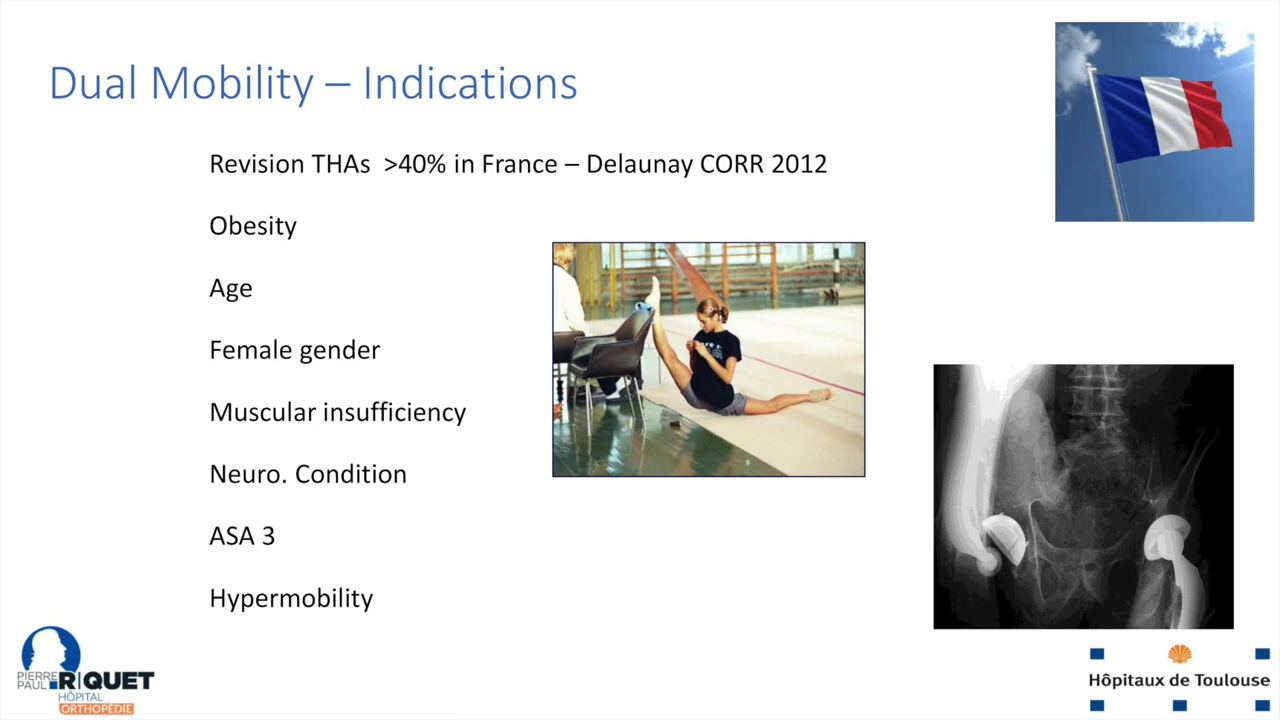 Dual Mobility – Indications
Revision THAs >40% in France – Delaunay CORR 2012
Obesity
Age
Female gender
Muscular insufficiency
Neuro. Condition
ASA 3
Hypermobility
PIERRE
PAUL RIQUET
HÔPITAL
ORTHOPÉDIE
Hôpitaux de Toulouse